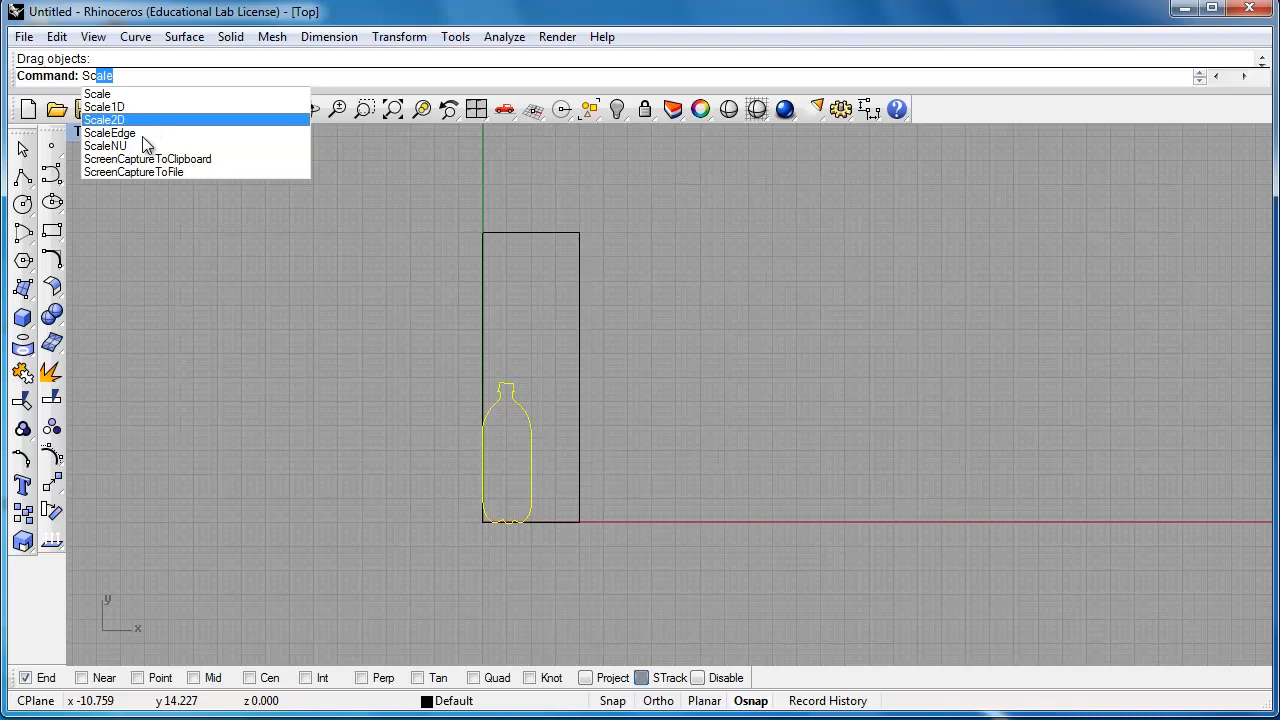 Untitled - Rhinoceros (Educational Lab License) - [Top]
File Edit View Curve Surface Solid Mesh Dimension Transform Tools Analyze Render Help
Drag objects:
Command: Scale
Scale
Scale1D
Scale2D
ScaleEdge
ScaleNU
ScreenCaptureToClipboard
ScreenCaptureToFile
y
x
End Near Point Mid Cen Int Perp Tan Quad Knot Project STrack Disable
CPlane x -10.759 y 14.227 z 0.000 Default Snap Ortho Planar Osnap Record History